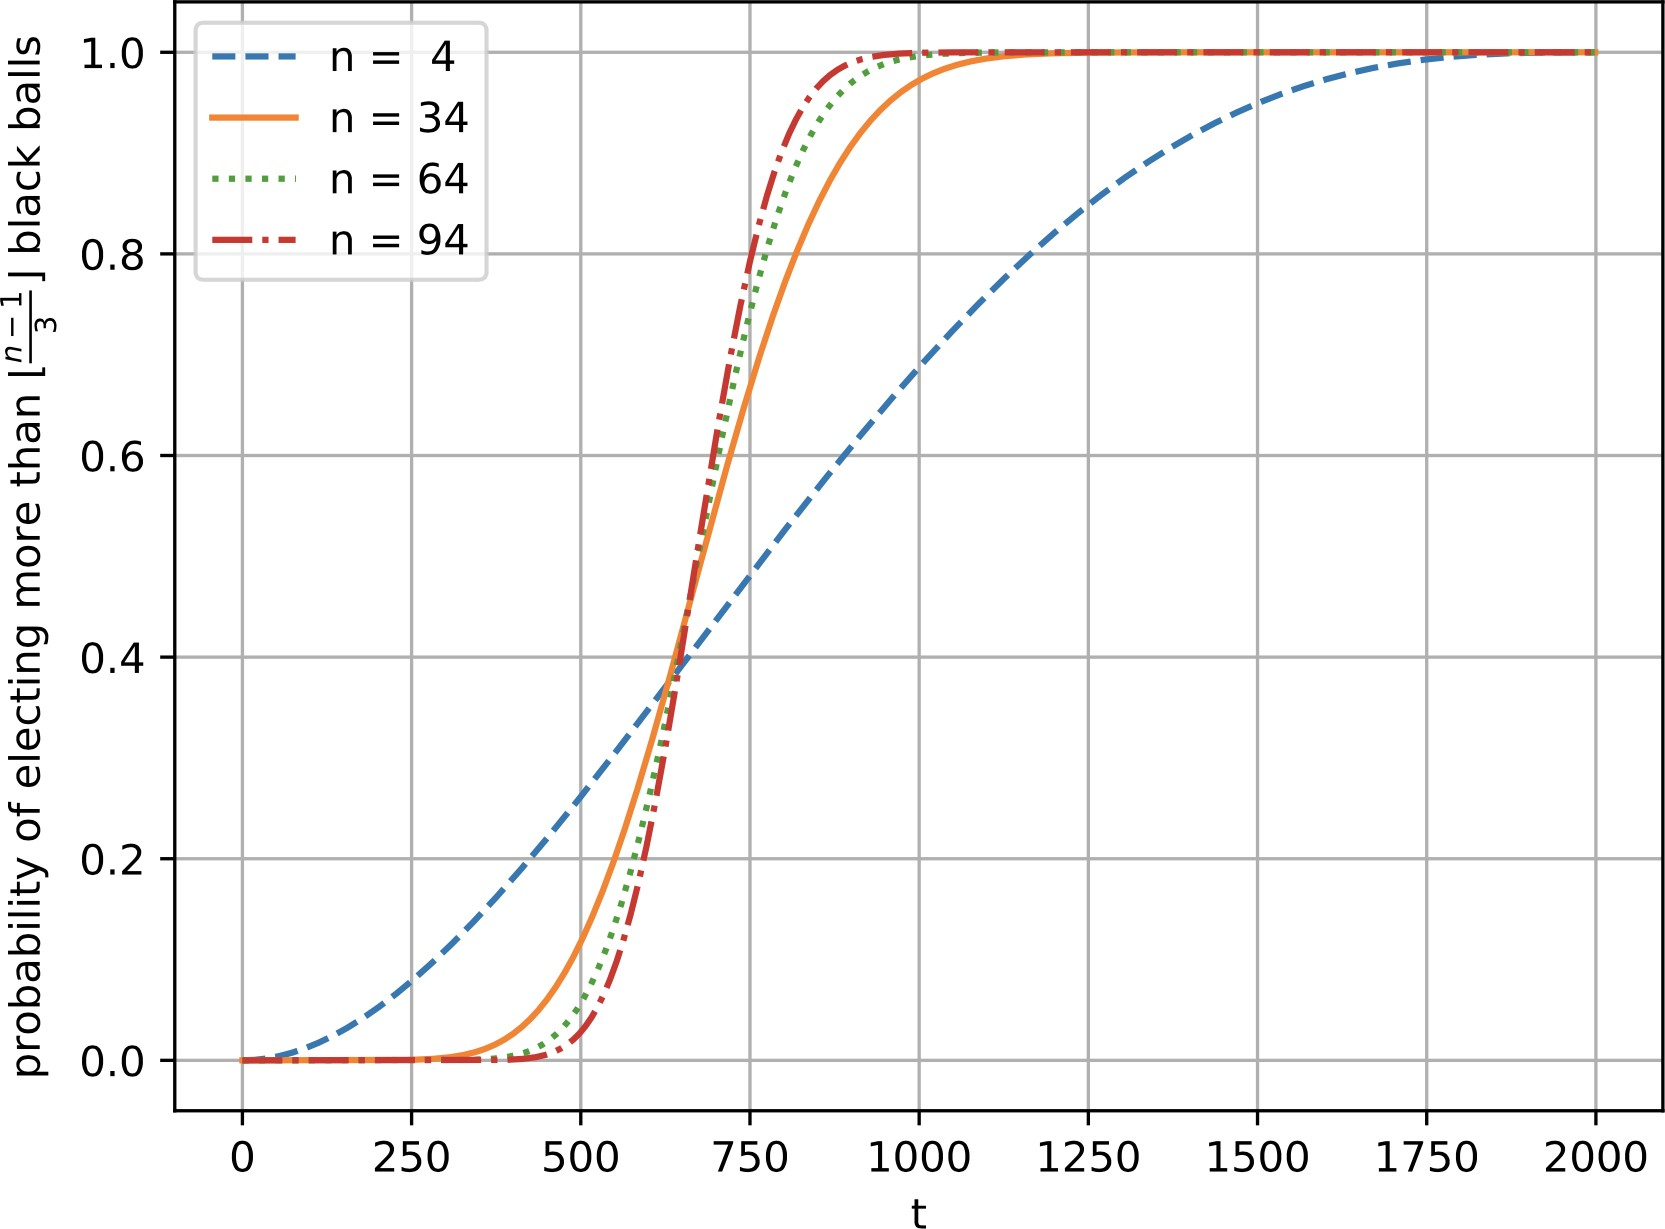 probability of electing more than ⌊\frac{n-1}{3}⌋ black balls
1.0
0.8
0.6
0.4
0.2
0.0
n = 4
n = 34
n = 64
n = 94
0 250 500 750 1000 1250 1500 1750 2000
t